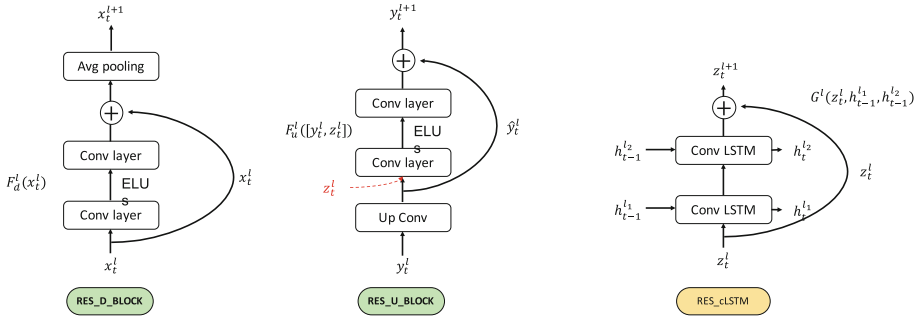 x_t^{l+1}
Avg pooling
+
Conv layer
F_d^l(x_t^l)
ELU
s
x_t^l
Conv layer
x_t^l
RES_D_BLOCK
y_t^{l+1}
+
Conv layer
F_u^l([y_t^l, z_t^l])
ELU
s
ŷ_t^l
Conv layer
z_t^l
Up Conv
y_t^l
RES_U_BLOCK
z_t^{l+1}
G^l(z_t^l, h_{t-1}^{l_1}, h_{t-1}^{l_2})
+
h_{t-1}^{l_2}
Conv LSTM
h_t^{l_2}
z_t^l
h_{t-1}^{l_1}
Conv LSTM
h_t^{l_1}
z_t^l
RES_cLSTM